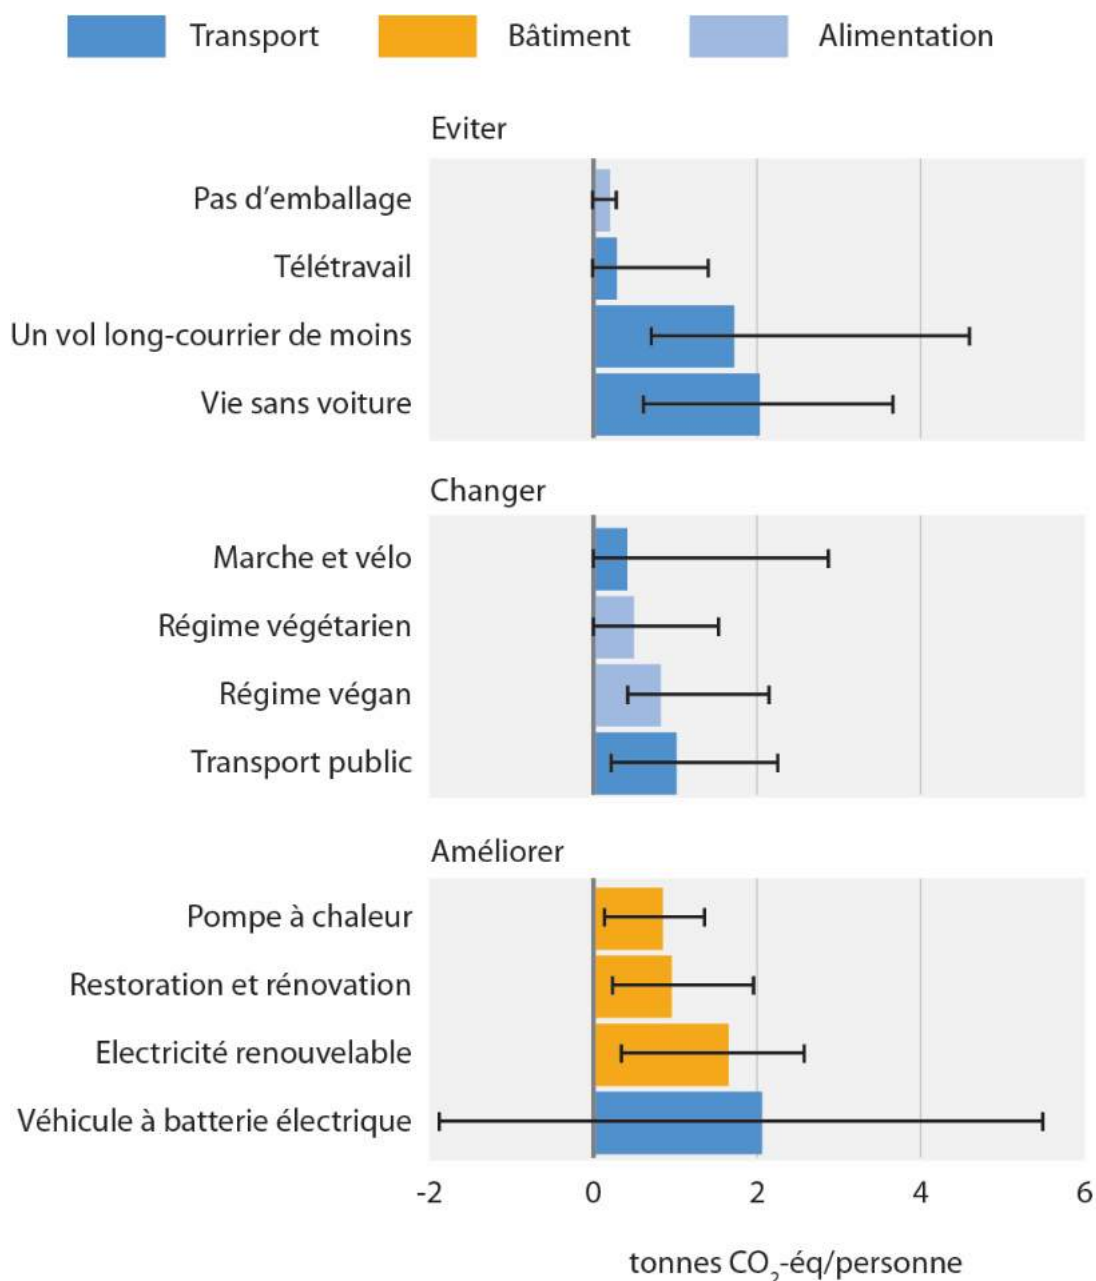 Transport Bâtiment Alimentation
Eviter
Pas d’emballage
Télétravail
Un vol long-courrier de moins
Vie sans voiture
Changer
Marche et vélo
Régime végétarien
Régime végan
Transport public
Améliorer
Pompe à chaleur
Restoration et rénovation
Electricité renouvelable
Véhicule à batterie électrique
-2 0 2 4 6
tonnes CO₂-éq/personne